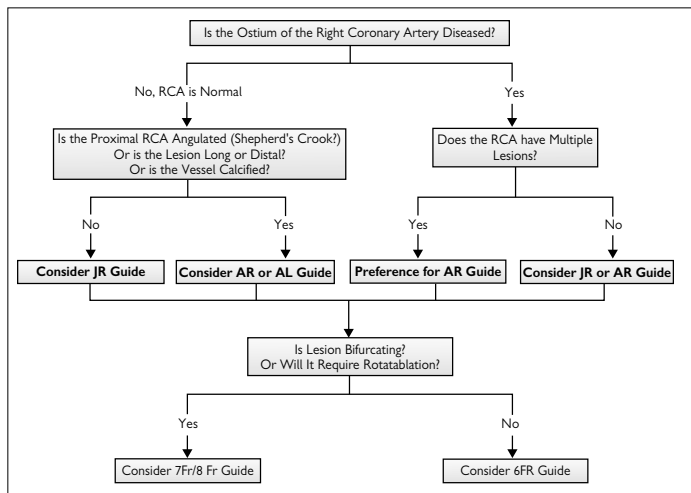 Is the Ostium of the Right Coronary Artery Diseased?
No, RCA is Normal
Yes
Is the Proximal RCA Angulated (Shepherd's Crook?)
Or is the Lesion Long or Distal?
Or is the Vessel Calcified?
Does the RCA have Multiple
Lesions?
No
Yes
Yes
No
Consider JR Guide
Consider AR or AL Guide
Preference for AR Guide
Consider JR or AR Guide
Is Lesion Bifurcating?
Or Will It Require Rotatablation?
Yes
No
Consider 7Fr/8 Fr Guide
Consider 6FR Guide